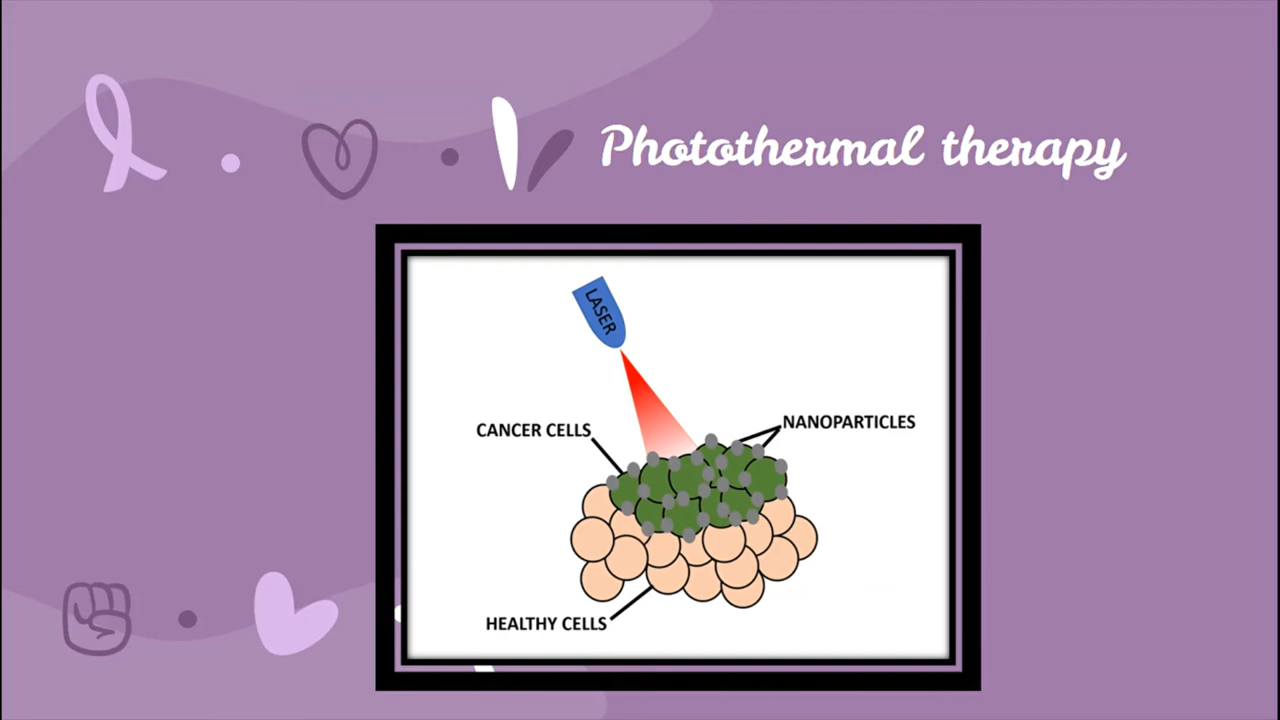 Photothermal therapy
LASER
CANCER CELLS
NANOPARTICLES
HEALTHY CELLS